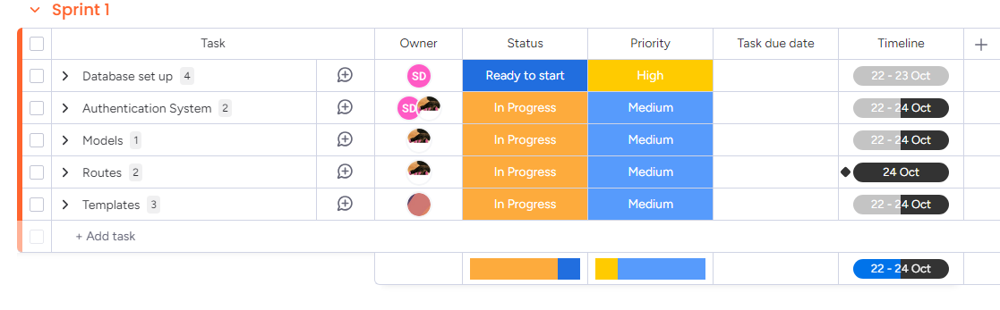 Sprint 1
Task Owner Status Priority Task due date Timeline
Database set up 4 SD Ready to start High 22 - 23 Oct
Authentication System 2 SD In Progress Medium 22 - 24 Oct
Models 1 In Progress Medium 22 - 24 Oct
Routes 2 In Progress Medium 24 Oct
Templates 3 In Progress Medium 22 - 24 Oct
+ Add task
22 - 24 Oct